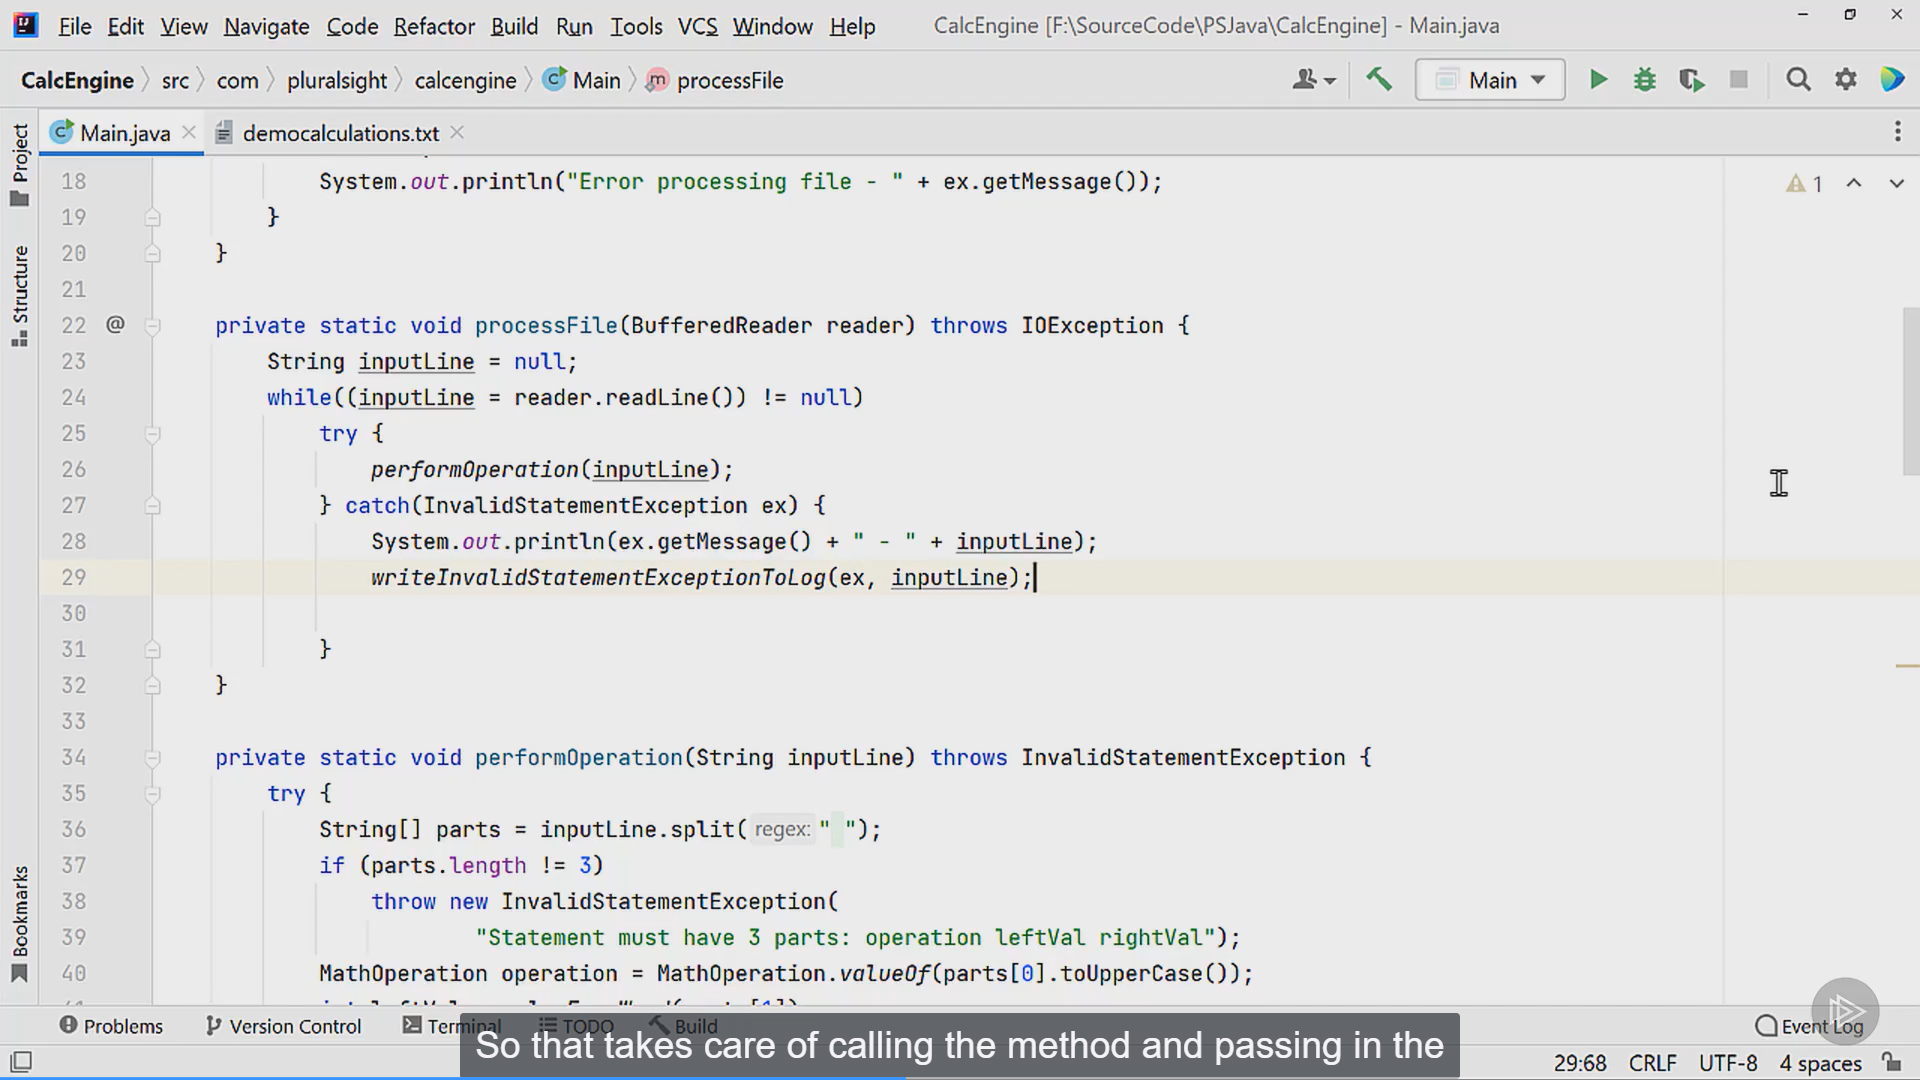 File Edit View Navigate Code Refactor Build Run Tools VCS Window Help CalcEngine [F:\SourceCode\PSJava\CalcEngine] - Main.java
CalcEngine src com pluralsight calcengine Main processFile Main
Main.java democalculations.txt
Project
Structure
Bookmarks
1
18 System.out.println("Error processing file - " + ex.getMessage());
19 }
20 }
21
22 @ private static void processFile(BufferedReader reader) throws IOException {
23 String inputLine = null;
24 while((inputLine = reader.readLine()) != null)
25 try {
26 performOperation(inputLine);
27 } catch(InvalidStatementException ex) {
28 System.out.println(ex.getMessage() + " - " + inputLine);
29 writeInvalidStatementExceptionToLog(ex, inputLine);
30
31 }
32 }
33
34 private static void performOperation(String inputLine) throws InvalidStatementException {
35 try {
36 String[] parts = inputLine.split( regex: " ");
37 if (parts.length != 3)
38 throw new InvalidStatementException(
39 "Statement must have 3 parts: operation leftVal rightVal");
40 MathOperation operation = MathOperation.valueOf(parts[0].toUpperCase());
Problems Version Control Terminal TODO Build Event Log
So that takes care of calling the method and passing in the
29:68 CRLF UTF-8 4 spaces